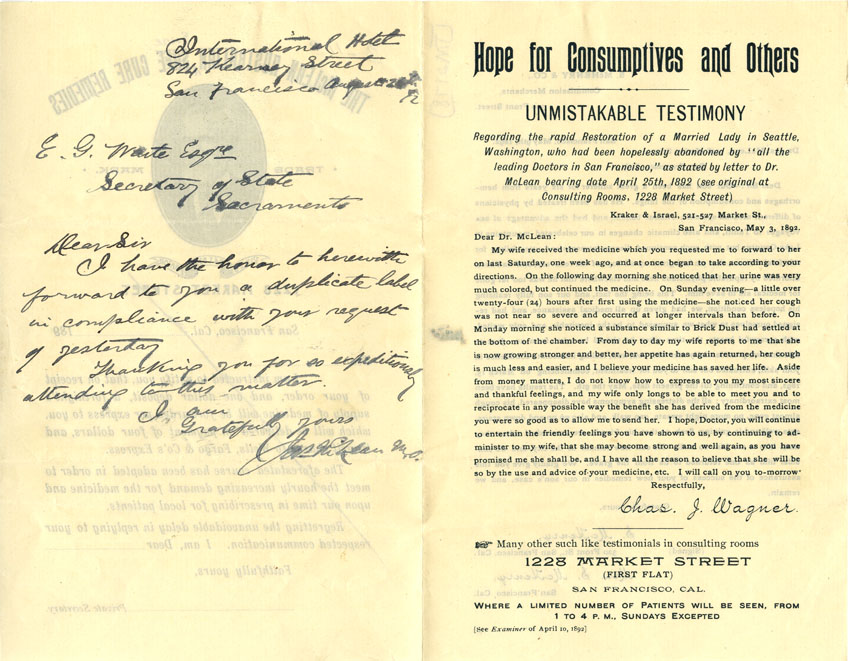 International Hotel
824 Kearney Street
San Francisco August
E. G. Waite Esqre
Secretary of State
Sacramento
Dear Sir
I have the honor to herewith
forward to you a duplicate label
in compliance with your request
of yesterday
Thanking you for so expeditionaly
attending to this matter.
I am
Gratefully yours
McLean M.D.
Hope for Consumptives and Others
UNMISTAKABLE TESTIMONY
Regarding the rapid Restoration of a Married Lady in Seattle,
Washington, who had been hopelessly abandoned by "all the
leading Doctors in San Francisco," as stated by letter to Dr.
McLean bearing date April 25th, 1892 (see original at
Consulting Rooms, 1228 Market Street)
Kraker & Israel, 521-527 Market St.,
San Francisco, May 3, 1892.
Dear Dr. McLean:
My wife received the medicine which you requested me to forward to her
on last Saturday, one week ago, and at once began to take according to your
directions. On the following day morning she noticed that her urine was very
much colored, but continued the medicine. On Sunday evening—a little over
twenty-four (24) hours after first using the medicine—she noticed her cough
was not near so severe and occurred at longer intervals than before. On
Monday morning she noticed a substance similar to Brick Dust had settled at
the bottom of the chamber. From day to day my wife reports to me that she
is now growing stronger and better, her appetite has again returned, her cough
is much less and easier, and I believe your medicine has saved her life. Aside
from money matters, I do not know how to express to you my most sincere
and thankful feelings, and my wife only longs to be able to meet you and to
reciprocate in any possible way the benefit she has derived from the medicine
you were so good as to allow me to send her. I hope, Doctor, you will continue
to entertain the friendly feelings you have shown to us, by continuing to ad-
minister to my wife, that she may become strong and well again, as you have
promised me she shall be, and I have all the reason to believe that she will be
so by the use and advice of your medicine, etc. I will call on you to-morrow
Respectfully,
Chas. J. Wagner.
☞ Many other such like testimonials in consulting rooms
1228 MARKET STREET
(FIRST FLAT)
SAN FRANCISCO, CAL.
WHERE A LIMITED NUMBER OF PATIENTS WILL BE SEEN, FROM
1 TO 4 P. M., SUNDAYS EXCEPTED
[See Examiner of April 10, 1892]